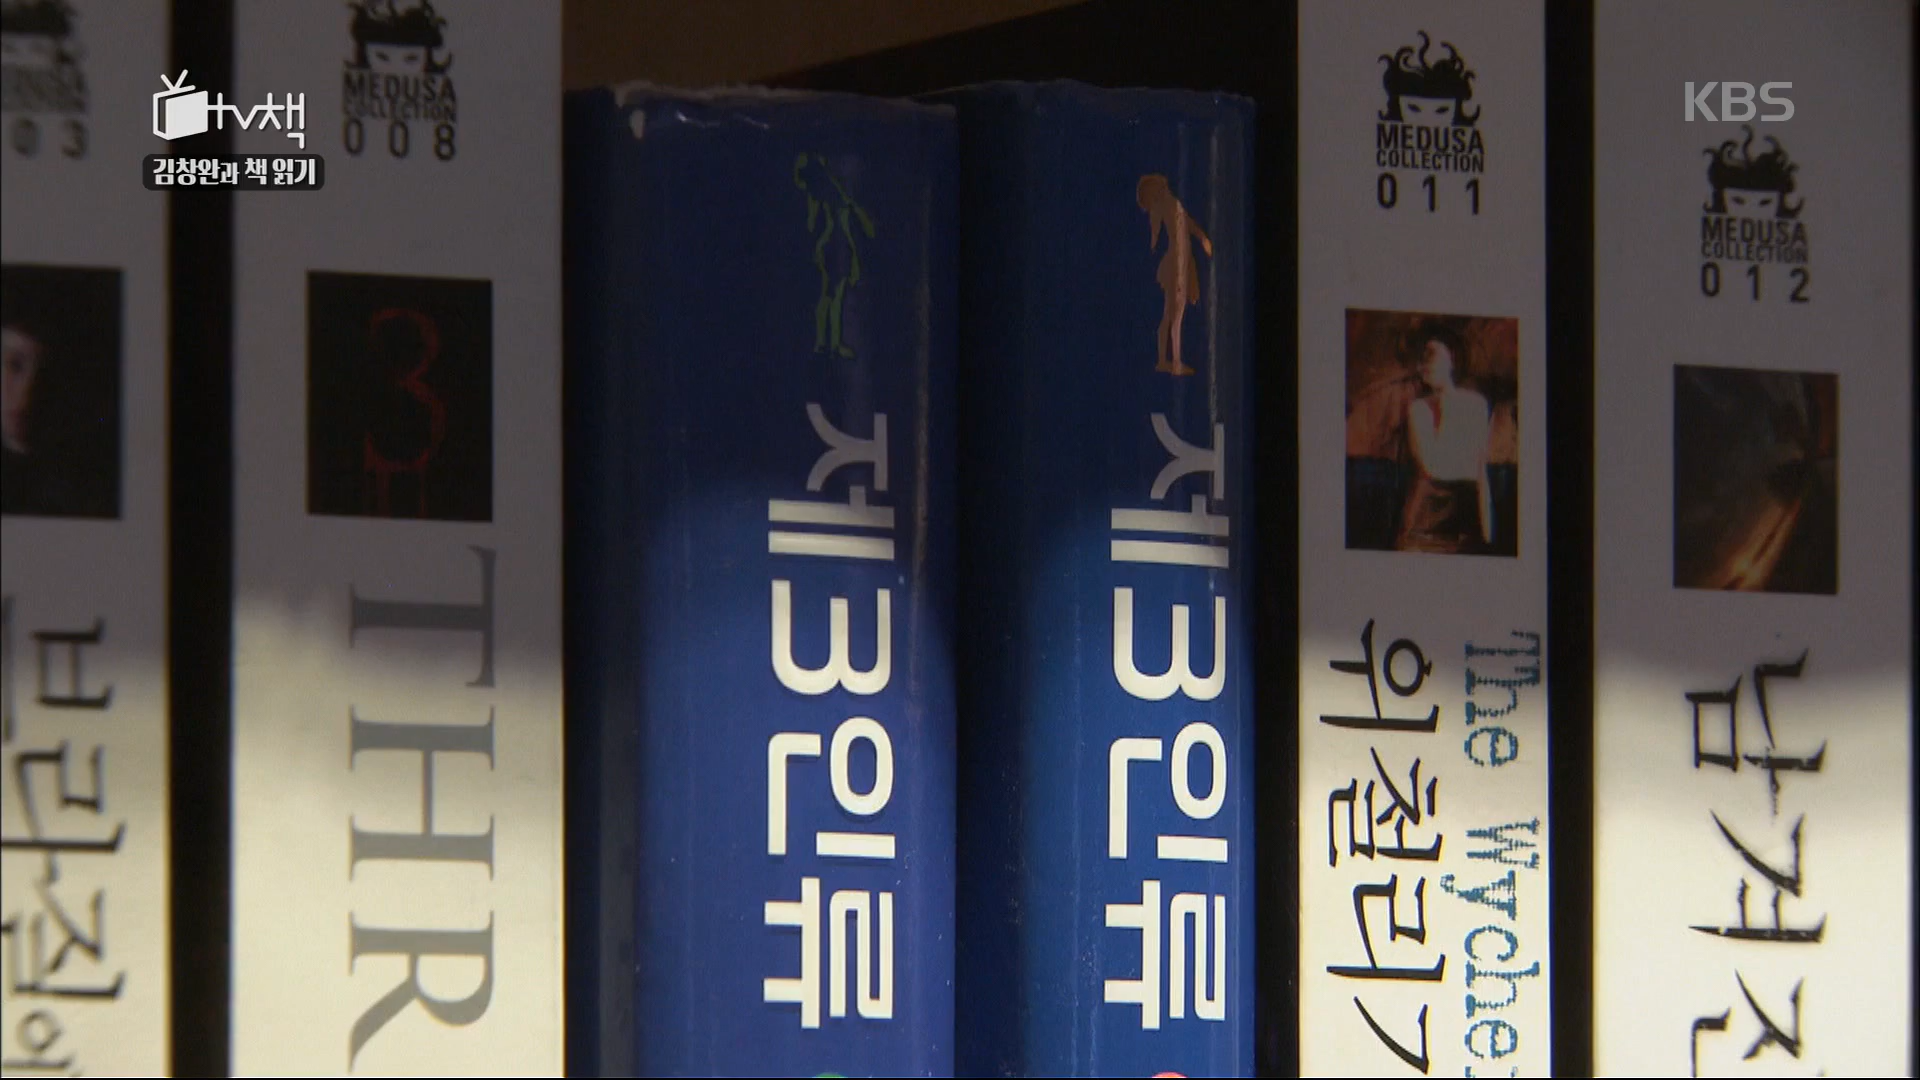 tv책
김창완과 책 읽기
KBS
03
MEDUSA
COLLECTION
008
THR
제3인류
제3인류
MEDUSA
COLLECTION
011
위철리
The Wyche
MEDUSA
COLLECTION
012
남겨진